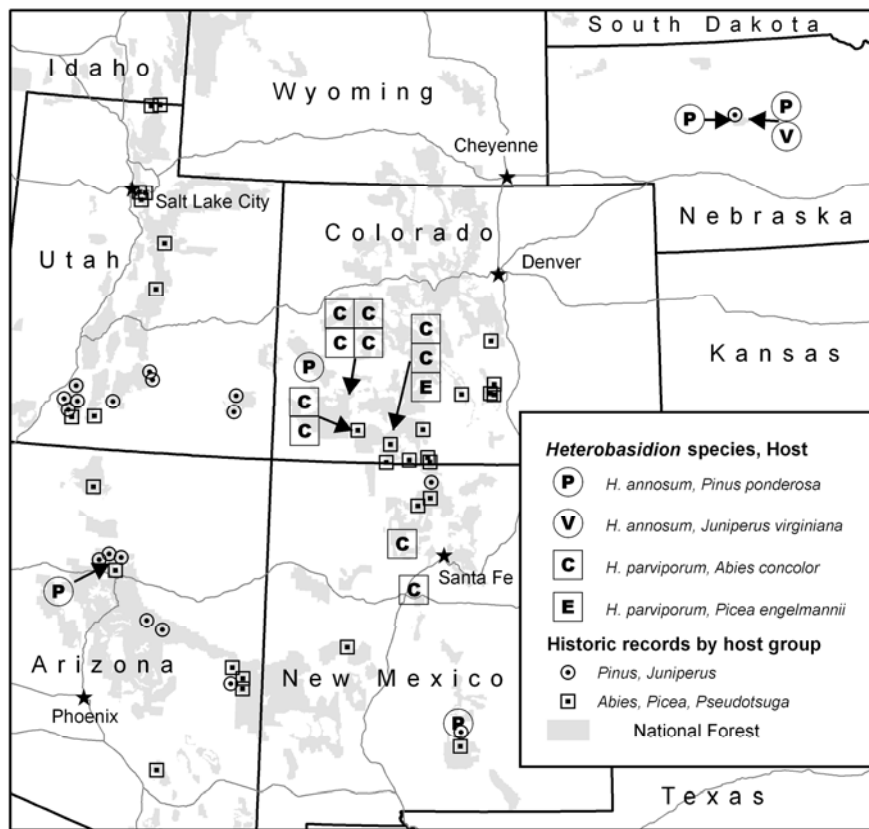 South Dakota
Idaho
Wyoming
P
P
V
Cheyenne
Salt Lake City
Nebraska
Colorado
Utah
Denver
C C
C C
C
C
E
P
Kansas
C
C
Heterobasidion species, Host
P H. annosum, Pinus ponderosa
V H. annosum, Juniperus virginiana
C H. parviporum, Abies concolor
E H. parviporum, Picea engelmannii
Historic records by host group
Pinus, Juniperus
Abies, Picea, Pseudotsuga
National Forest
C
Santa Fe
C
P
Arizona
New Mexico
Phoenix
P
Texas